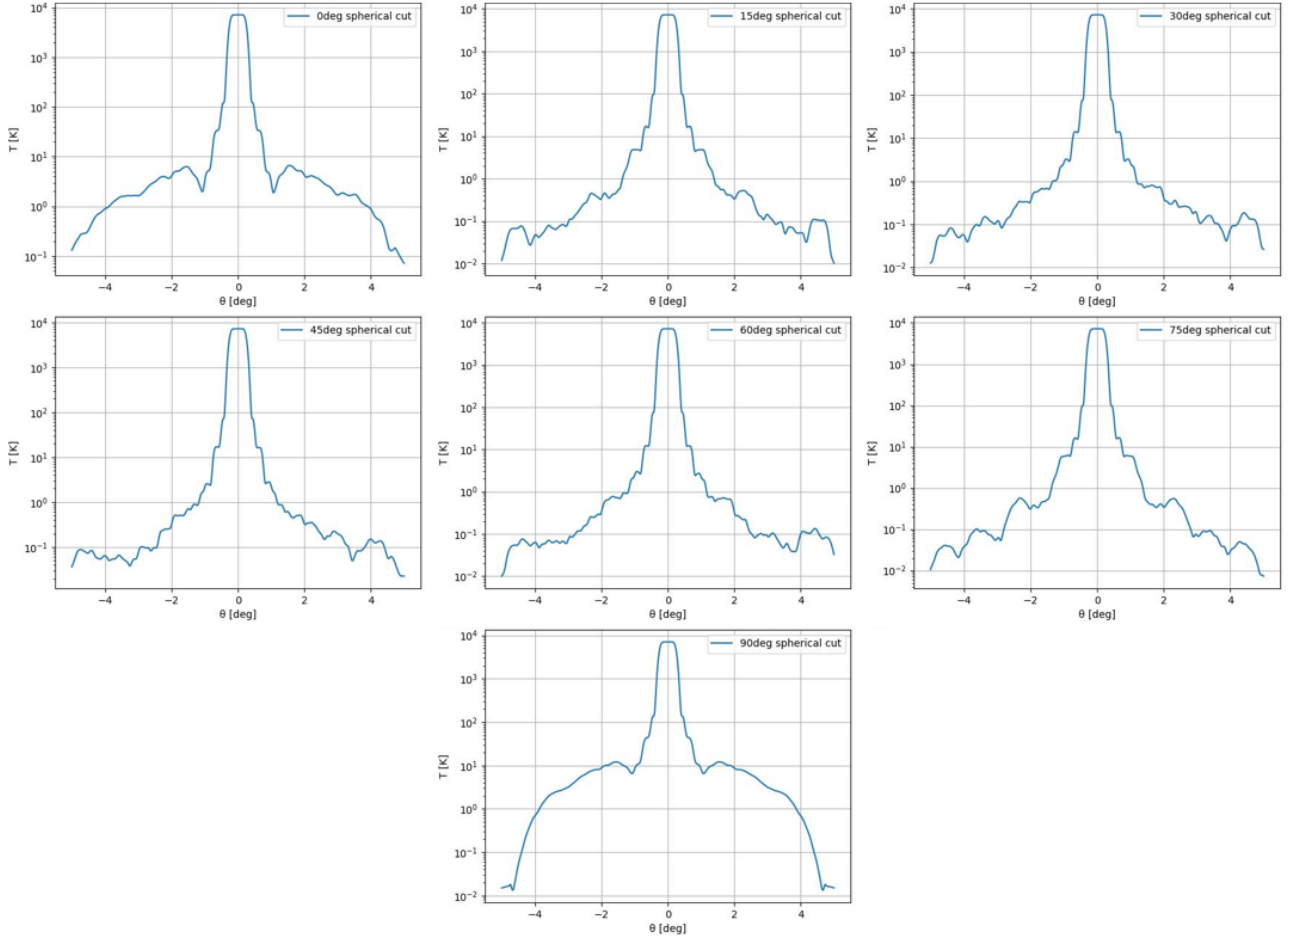 0deg spherical cut
T [K]
10⁴
10³
10²
10¹
10⁰
10⁻¹
−4 −2 0 2 4
θ [deg]
15deg spherical cut
T [K]
10⁴
10³
10²
10¹
10⁰
10⁻¹
10⁻²
−4 −2 0 2 4
θ [deg]
30deg spherical cut
T [K]
10⁴
10³
10²
10¹
10⁰
10⁻¹
10⁻²
−4 −2 0 2 4
θ [deg]
45deg spherical cut
T [K]
10⁴
10³
10²
10¹
10⁰
10⁻¹
−4 −2 0 2 4
θ [deg]
60deg spherical cut
T [K]
10⁴
10³
10²
10¹
10⁰
10⁻¹
10⁻²
−4 −2 0 2 4
θ [deg]
75deg spherical cut
T [K]
10⁴
10³
10²
10¹
10⁰
10⁻¹
10⁻²
−4 −2 0 2 4
θ [deg]
90deg spherical cut
T [K]
10⁴
10³
10²
10¹
10⁰
10⁻¹
10⁻²
−4 −2 0 2 4
θ [deg]